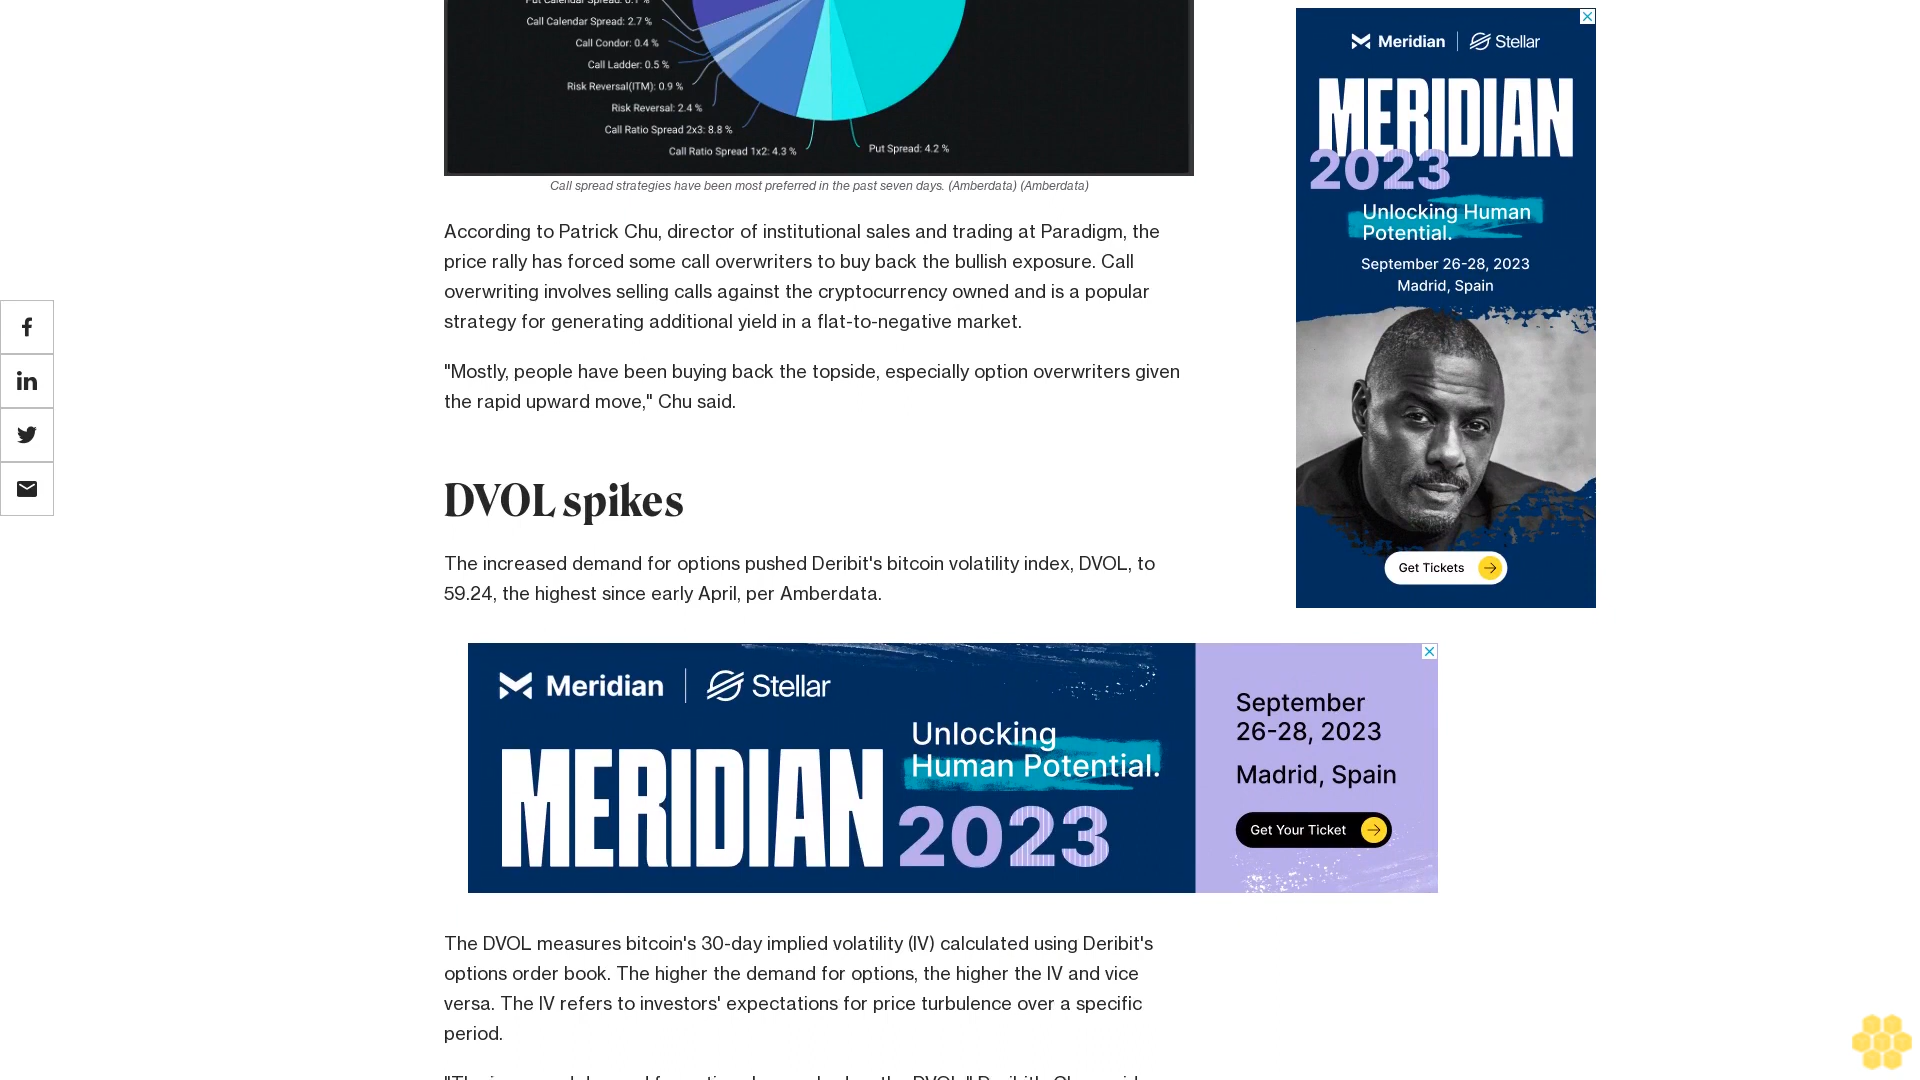 Call Calendar Spread: 2.7 %
Call Condor: 0.4 %
Call Ladder: 0.5 %
Risk Reversal(ITM): 0.9 %
Risk Reversal: 2.4 %
Call Ratio Spread 2x3: 8.8 %
Call Ratio Spread 1x2: 4.3 %
Put Spread: 4.2 %
Call spread strategies have been most preferred in the past seven days. (Amberdata) (Amberdata)
According to Patrick Chu, director of institutional sales and trading at Paradigm, the
price rally has forced some call overwriters to buy back the bullish exposure. Call
overwriting involves selling calls against the cryptocurrency owned and is a popular
strategy for generating additional yield in a flat-to-negative market.
"Mostly, people have been buying back the topside, especially option overwriters given
the rapid upward move," Chu said.
DVOL spikes
The increased demand for options pushed Deribit's bitcoin volatility index, DVOL, to
59.24, the highest since early April, per Amberdata.
Meridian | Stellar
MERIDIAN
2023
Unlocking Human
Potential.
September 26-28, 2023
Madrid, Spain
Get Tickets
Meridian | Stellar
MERIDIAN
Unlocking
Human Potential.
2023
September
26-28, 2023
Madrid, Spain
Get Your Ticket
The DVOL measures bitcoin's 30-day implied volatility (IV) calculated using Deribit's
options order book. The higher the demand for options, the higher the IV and vice
versa. The IV refers to investors' expectations for price turbulence over a specific
period.